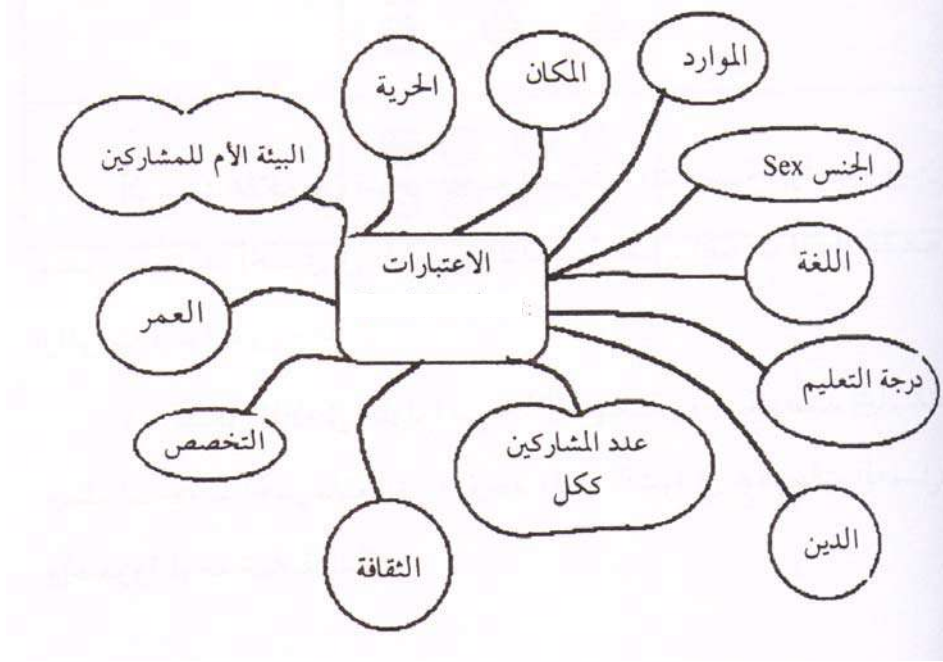 الموارد
المكان
الحرية
البيئة الأم للمشاركين
الجنس Sex
الاعتبارات
اللغة
العمر
درجة التعليم
التخصص
عدد المشاركين
ككل
الدين
الثقافة